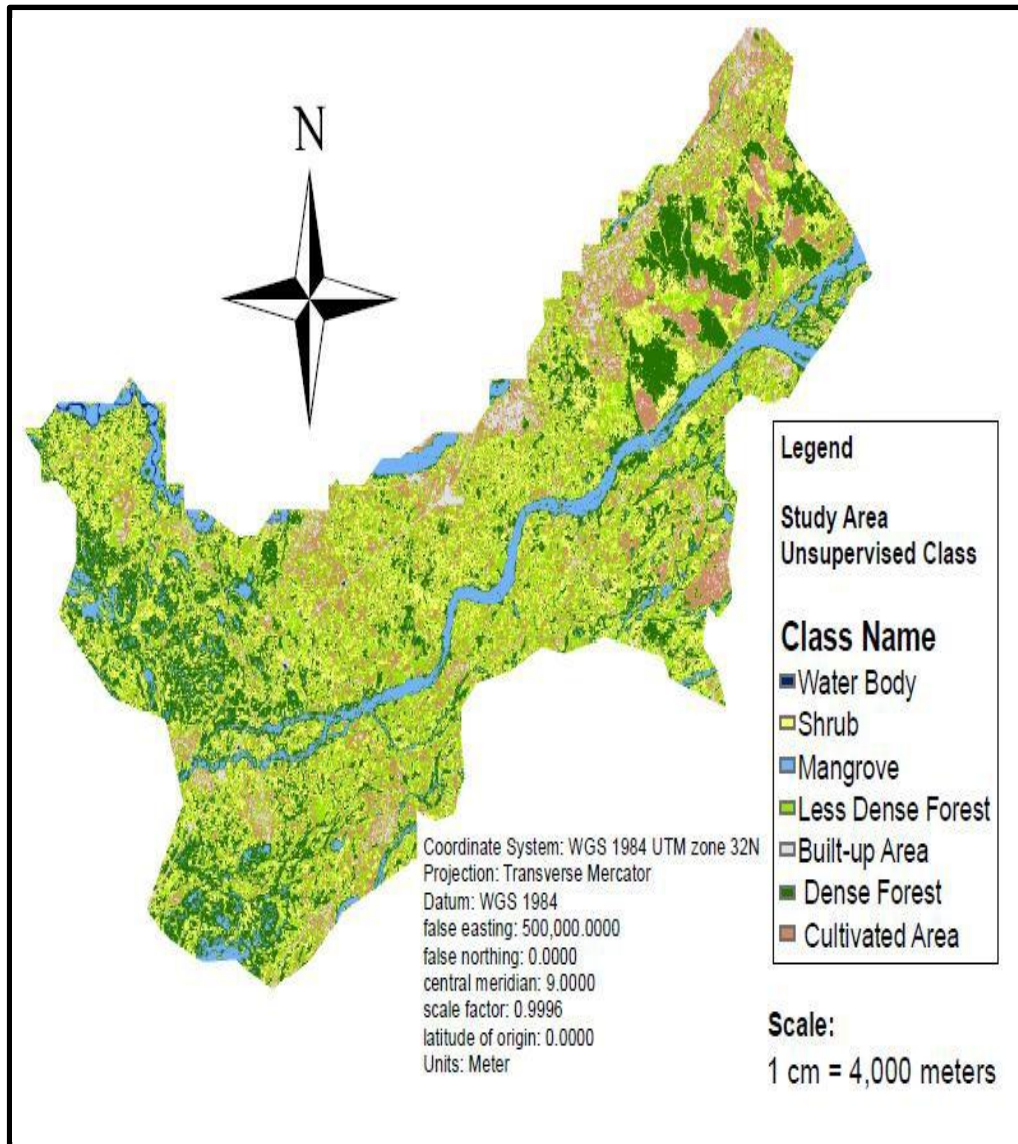 N
Legend
Study Area
Unsupervised Class
Class Name
Water Body
Shrub
Mangrove
Less Dense Forest
Built-up Area
Dense Forest
Cultivated Area
Coordinate System: WGS 1984 UTM zone 32N
Projection: Transverse Mercator
Datum: WGS 1984
false easting: 500,000.0000
false northing: 0.0000
central meridian: 9.0000
scale factor: 0.9996
latitude of origin: 0.0000
Units: Meter
Scale:
1 cm = 4,000 meters